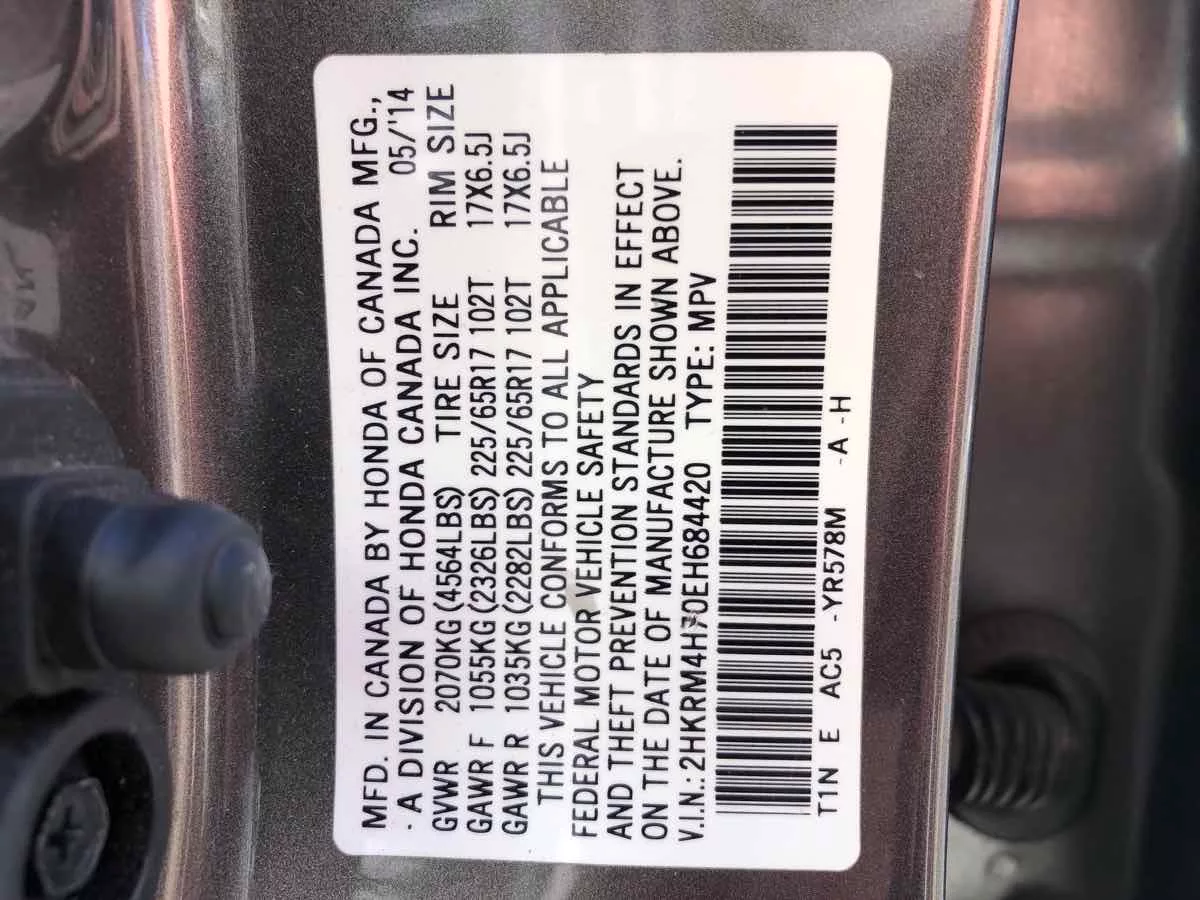 MFD. IN CANADA BY HONDA OF CANADA MFG.,
- A DIVISION OF HONDA CANADA INC. 05/'14
GVWR 2070KG(4564LBS) TIRE SIZE RIM SIZE
GAWR F 1055KG(2326LBS) 225/65R17 102T 17X6.5J
GAWR R 1035KG(2282LBS) 225/65R17 102T 17X6.5J
THIS VEHICLE CONFORMS TO ALL APPLICABLE
FEDERAL MOTOR VEHICLE SAFETY
AND THEFT PREVENTION STANDARDS IN EFFECT
ON THE DATE OF MANUFACTURE SHOWN ABOVE.
V.I.N.:2HKRM4H70EH684420 TYPE: MPV
T1N E AC5 -YR578M -A -H